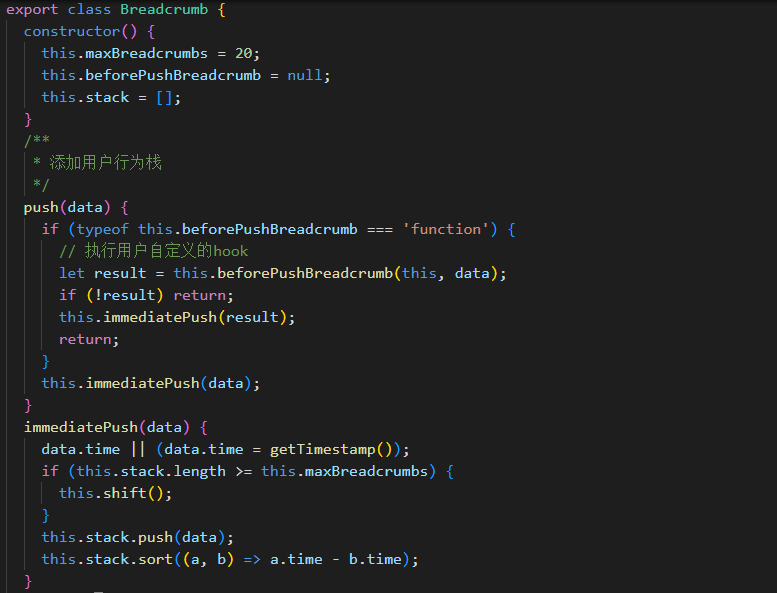 export class Breadcrumb {
  constructor() {
    this.maxBreadcrumbs = 20;
    this.beforePushBreadcrumb = null;
    this.stack = [];
  }
  /**
   * 添加用户行为栈
   */
  push(data) {
    if (typeof this.beforePushBreadcrumb === 'function') {
      // 执行用户自定义的hook
      let result = this.beforePushBreadcrumb(this, data);
      if (!result) return;
      this.immediatePush(result);
      return;
    }
    this.immediatePush(data);
  }
  immediatePush(data) {
    data.time || (data.time = getTimestamp());
    if (this.stack.length >= this.maxBreadcrumbs) {
      this.shift();
    }
    this.stack.push(data);
    this.stack.sort((a, b) => a.time - b.time);
  }